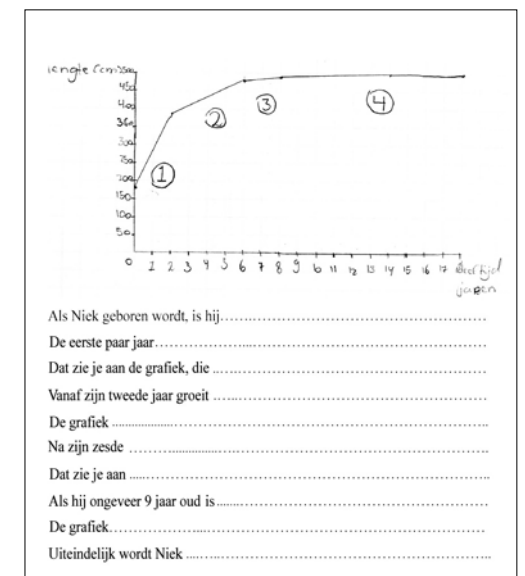 lengte (cm) 500
450
400
350
300
250
200
150
100
50
① ② ③ ④
0 1 2 3 4 5 6 7 8 9 10 11 12 13 14 15 16 17 leeftijd
jaren
Als Niek geboren wordt, is hij..............................
De eerste paar jaar..............................
Dat zie je aan de grafiek, die ..............................
Vanaf zijn tweede jaar groeit ..............................
De grafiek ..............................
Na zijn zesde ..............................
Dat zie je aan ..............................
Als hij ongeveer 9 jaar oud is..............................
De grafiek..............................
Uiteindelijk wordt Niek ..............................